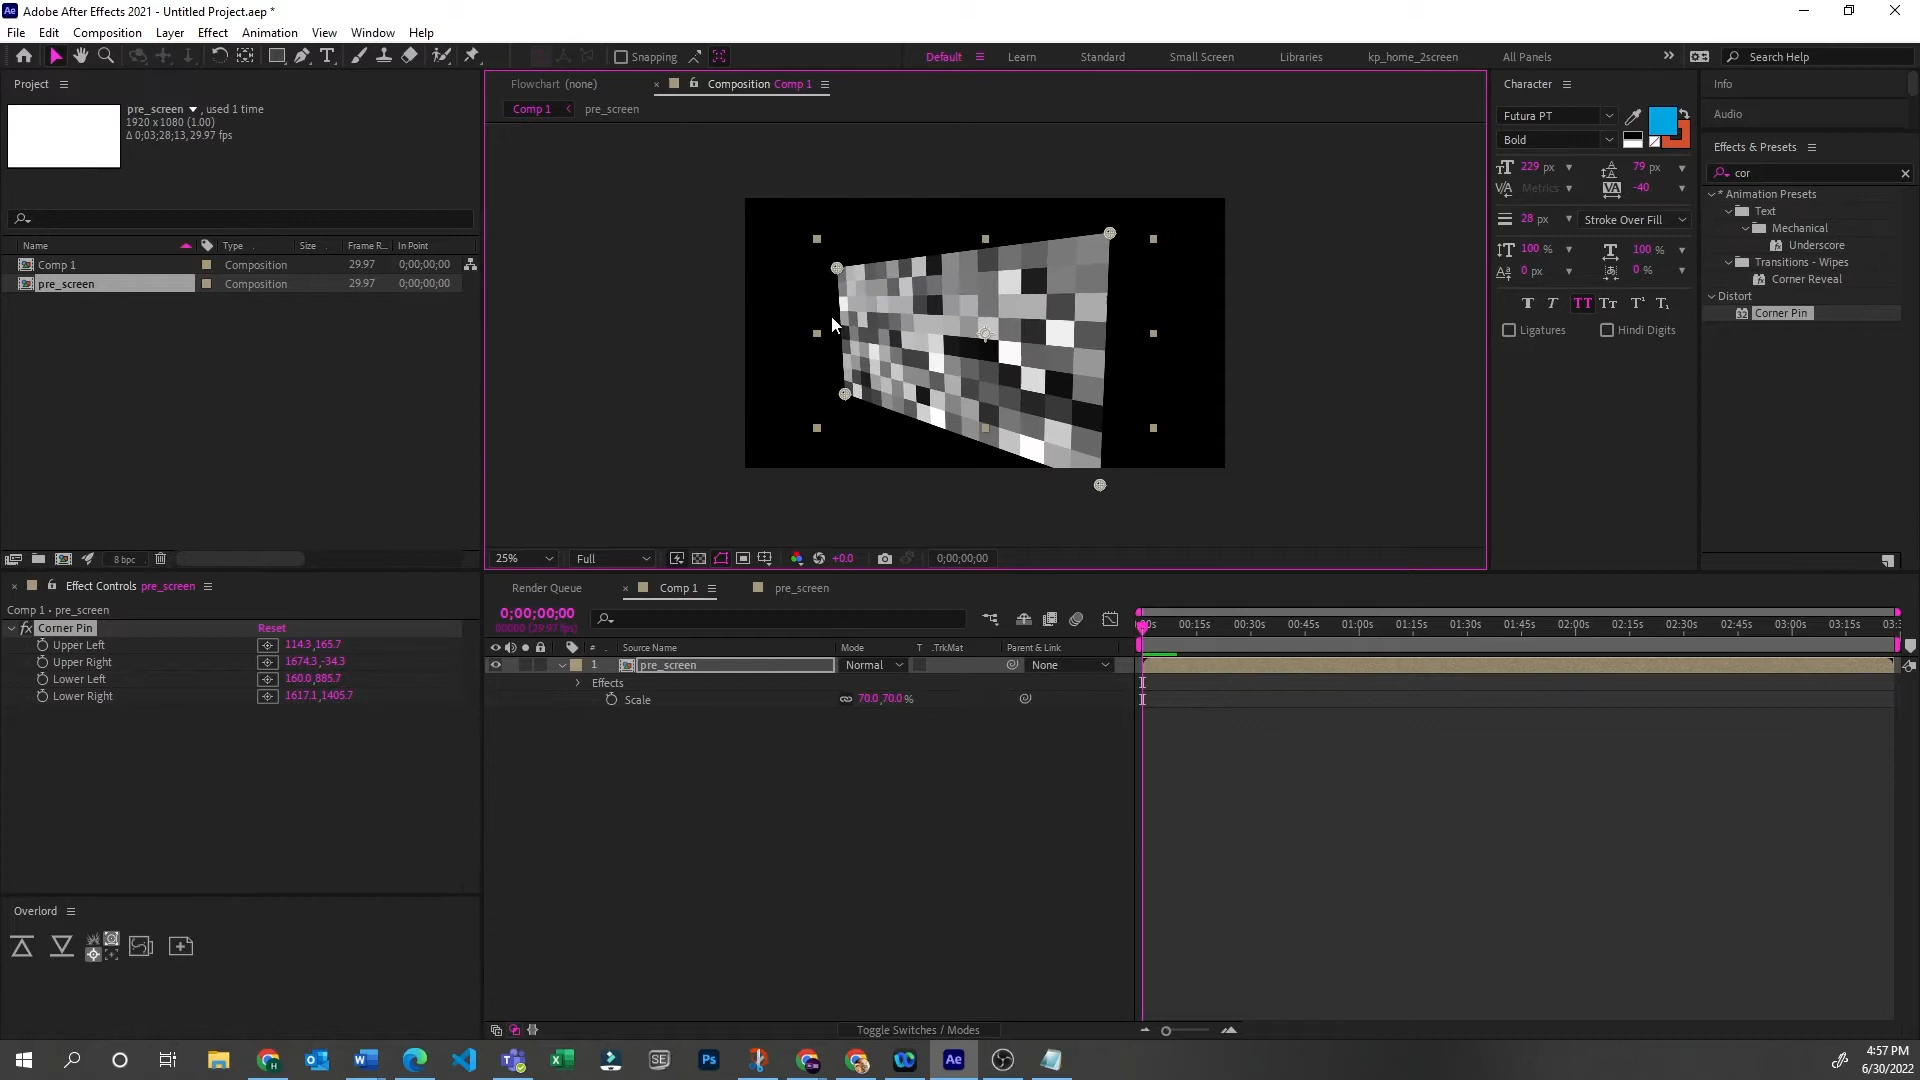 Adobe After Effects 2021 - Untitled Project.aep *
File Edit Composition Layer Effect Animation View Window Help
Snapping Default Learn Standard Small Screen Libraries kp_home_2screen All Panels Search Help
Project
pre_screen , used 1 time
1920 x 1080 (1.00)
Δ 0;03;28;13, 29.97 fps
Name Type Size Frame R... In Point
Comp 1 Composition 29.97 0;00;00;00
pre_screen Composition 29.97 0;00;00;00
8 bpc
Flowchart (none) Composition Comp 1
Comp 1 pre_screen
25% Full +0.0 0;00;00;00
Character
Futura PT
Bold
229 px 79 px
Metrics -40
28 px Stroke Over Fill
100 % 100 %
0 px 0 %
Ligatures Hindi Digits
Info
Audio
Effects & Presets
cor
* Animation Presets
Text
Mechanical
Underscore
Transitions - Wipes
Corner Reveal
Distort
Corner Pin
Effect Controls pre_screen
Comp 1 • pre_screen
fx Corner Pin Reset
Upper Left 114.3,165.7
Upper Right 1674.3,-34.3
Lower Left 160.0,885.7
Lower Right 1617.1,1405.7
Overlord
Render Queue Comp 1 pre_screen
0;00;00;00
00000 (29.97 fps)
00s 00:15s 00:30s 00:45s 01:00s 01:15s 01:30s 01:45s 02:00s 02:15s 02:30s 02:45s 03:00s 03:15s 03:3
# Source Name Mode T .TrkMat Parent & Link
1 pre_screen Normal None
Effects
Scale 70.0,70.0 %
Toggle Switches / Modes
SE Ps Ae
4:57 PM
6/30/2022